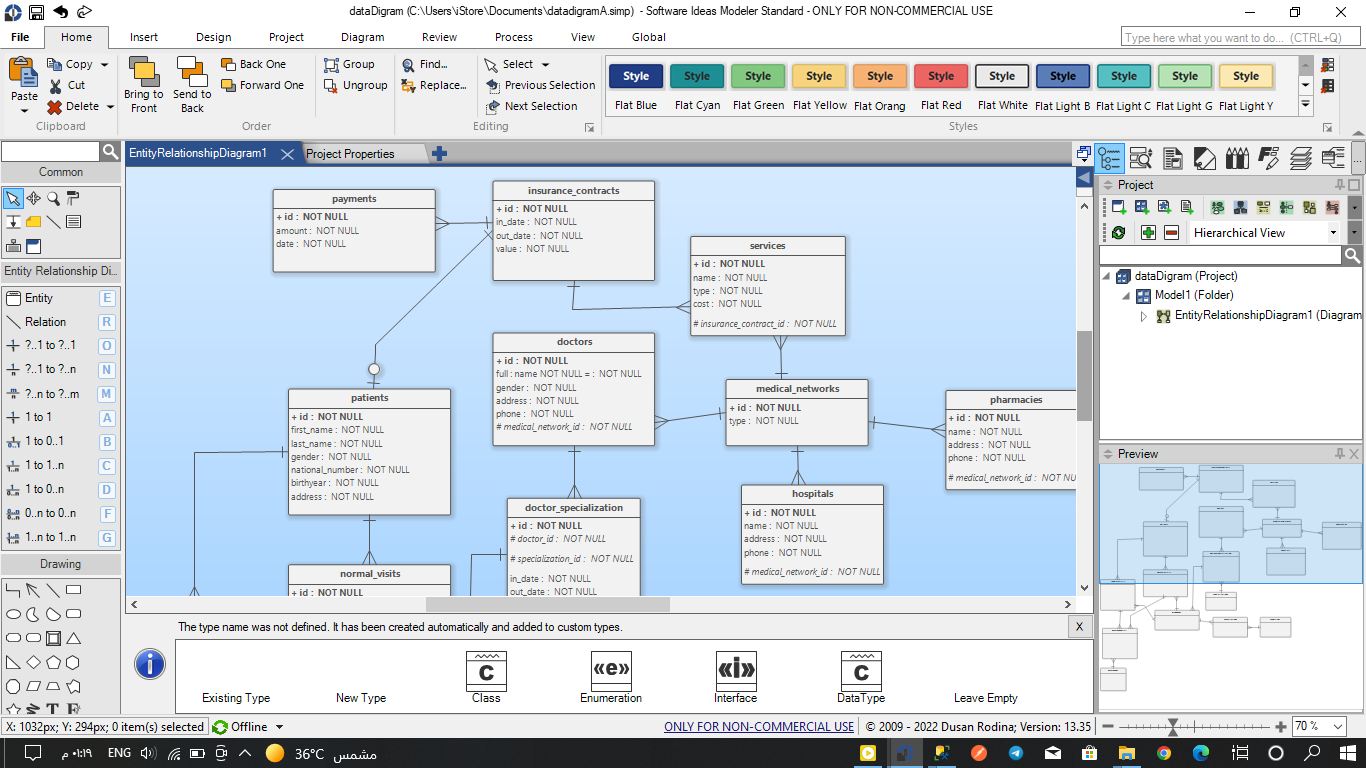 dataDigram (C:\Users\iStore\Documents\datadigramA.simp) - Software Ideas Modeler Standard - ONLY FOR NON-COMMERCIAL USE
File Home Insert Design Project Diagram Review Process View Global
Type here what you want to do... (CTRL+Q)
Paste Copy Cut Delete
Clipboard
Bring to Front Send to Back Back One Forward One
Order
Group Ungroup
Find... Replace...
Select Previous Selection Next Selection
Editing
Style Style Style Style Style Style Style Style Style Style Style
Flat Blue Flat Cyan Flat Green Flat Yellow Flat Orang Flat Red Flat White Flat Light B Flat Light C Flat Light G Flat Light Y
Styles
Common
Entity Relationship Di...
Entity E
Relation R
?..1 to ?..1 O
?..1 to ?..n N
?..n to ?..m M
1 to 1 A
1 to 0..1 B
1 to 1..n C
1 to 0..n D
0..n to 0..n F
1..n to 1..n G
Drawing
EntityRelationshipDiagram1
Project Properties
payments
+ id : NOT NULL
amount : NOT NULL
date : NOT NULL
insurance_contracts
+ id : NOT NULL
in_date : NOT NULL
out_date : NOT NULL
value : NOT NULL
services
+ id : NOT NULL
name : NOT NULL
type : NOT NULL
cost : NOT NULL
# insurance_contract_id : NOT NULL
doctors
+ id : NOT NULL
full : name NOT NULL = : NOT NULL
gender : NOT NULL
address : NOT NULL
phone : NOT NULL
# medical_network_id : NOT NULL
medical_networks
+ id : NOT NULL
type : NOT NULL
pharmacies
+ id : NOT NULL
name : NOT NULL
address : NOT NULL
phone : NOT NULL
# medical_network_id : NOT NU
patients
+ id : NOT NULL
first_name : NOT NULL
last_name : NOT NULL
gender : NOT NULL
national_number : NOT NULL
birthyear : NOT NULL
address : NOT NULL
hospitals
+ id : NOT NULL
name : NOT NULL
address : NOT NULL
phone : NOT NULL
# medical_network_id : NOT NULL
doctor_specialization
+ id : NOT NULL
# doctor_id : NOT NULL
# specialization_id : NOT NULL
in_date : NOT NULL
out_date : NOT NULL
normal_visits
+ id : NOT NULL
Project
Hierarchical View
dataDigram (Project)
Model1 (Folder)
EntityRelationshipDiagram1 (Diagram
Preview
The type name was not defined. It has been created automatically and added to custom types.
X
C «e» «i» C
Existing Type New Type Class Enumeration Interface DataType Leave Empty
X: 1032px; Y: 294px; 0 item(s) selected
Offline
ONLY FOR NON-COMMERCIAL USE
© 2009 - 2022 Dusan Rodina; Version: 13.35
70 %
٠١:١٩ م
ENG
36°C مشمس